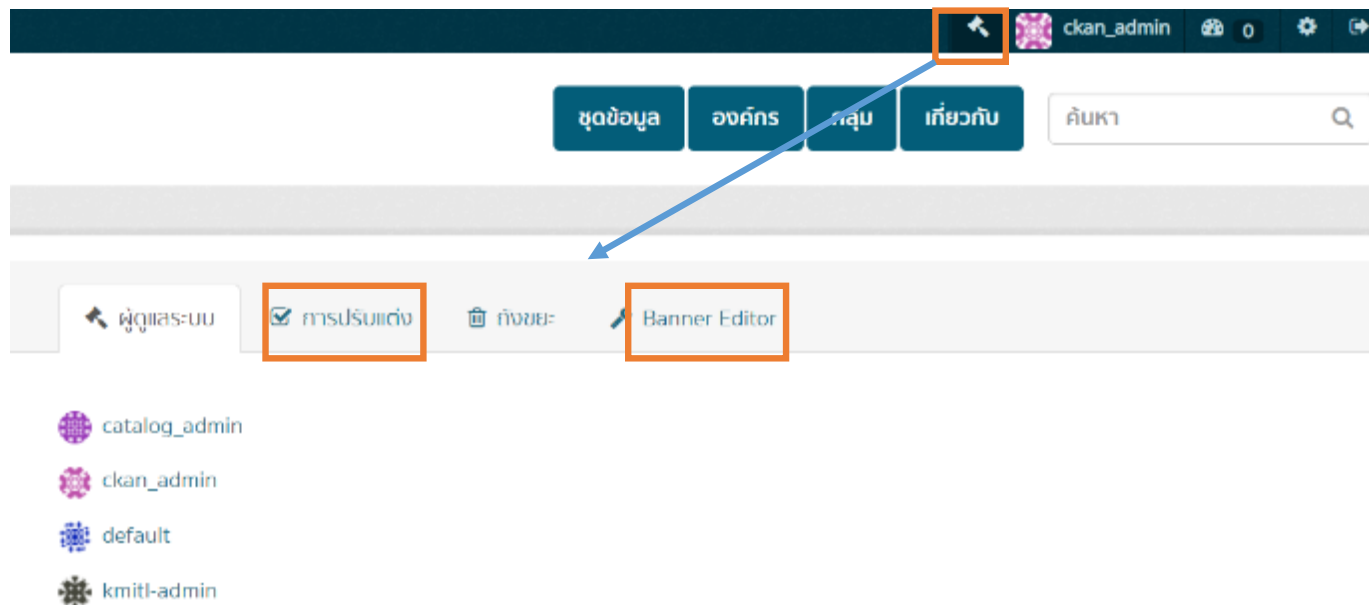 ckan_admin 0
ชุดข้อมูล องค์กร กลุ่ม เกี่ยวกับ ค้นหา
ผู้ดูแลระบบ การปรับแต่ง ถังขยะ Banner Editor
catalog_admin
ckan_admin
default
kmitl-admin